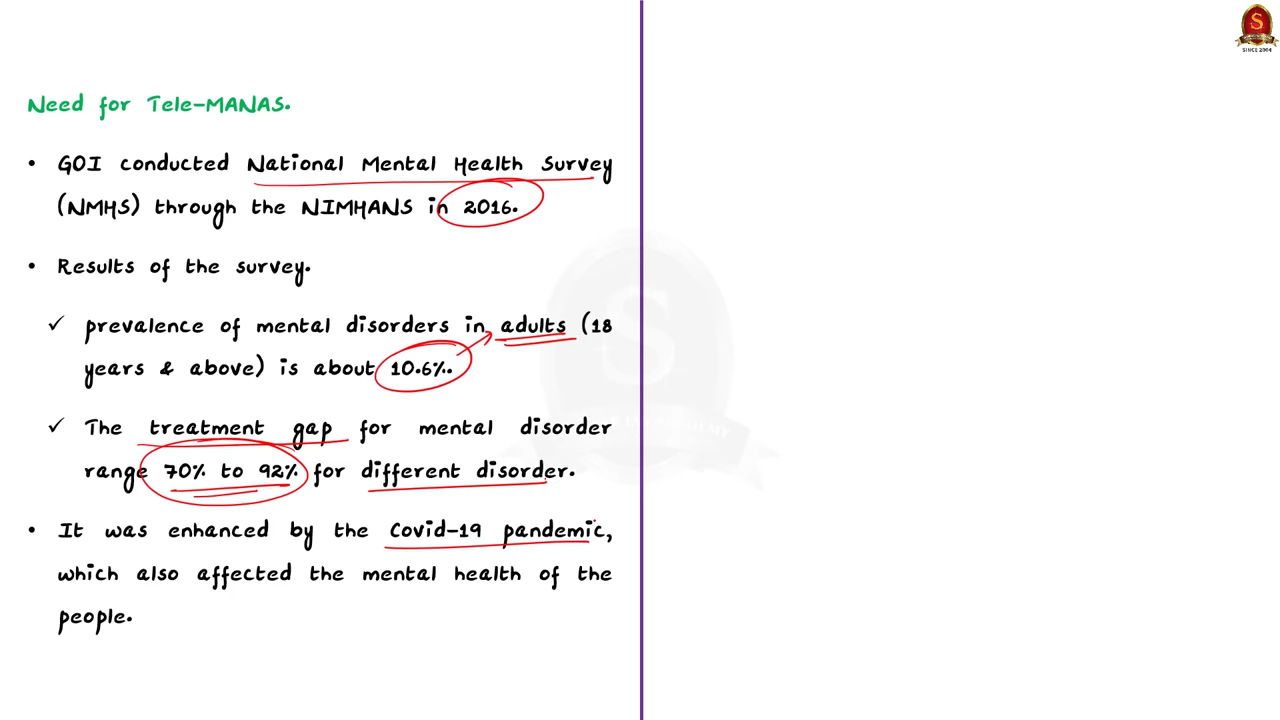 S
SINCE 2004
Need for Tele-MANAS.
• GOI conducted National Mental Health Survey
(NMHS) through the NIMHANS in 2016.
• Results of the survey.
✓ prevalence of mental disorders in adults (18
years & above) is about 10.6%.
✓ The treatment gap for mental disorder
range 70% to 92% for different disorder.
• It was enhanced by the Covid-19 pandemic,
which also affected the mental health of the
people.